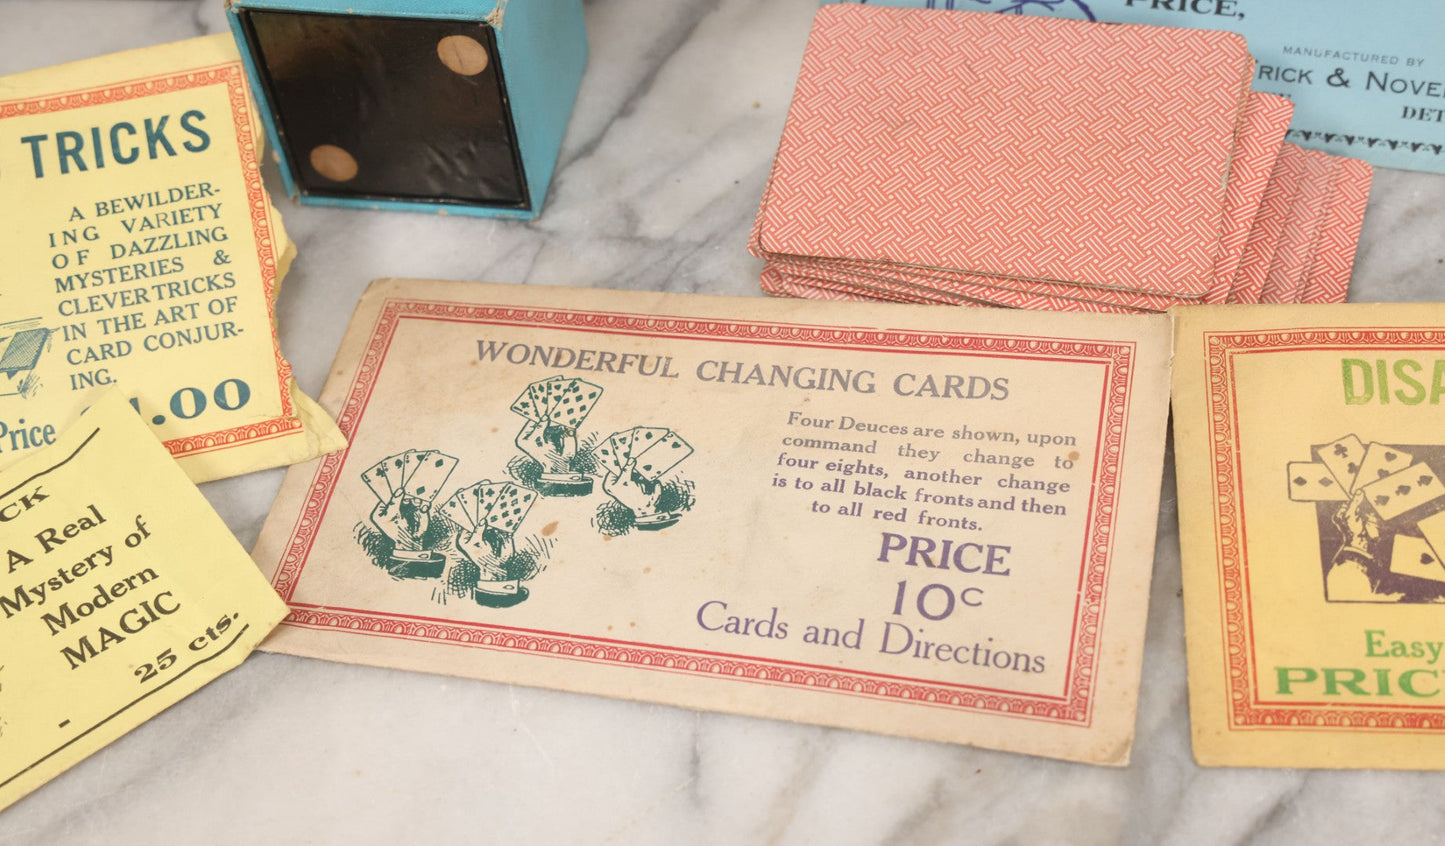 TRICKS
A BEWILDER-
ING VARIETY
OF DAZZLING
MYSTERIES &
CLEVER TRICKS
IN THE ART OF
CARD CONJUR-
ING.
Price .00
A Real
Mystery of
Modern
MAGIC
25 cts.
WONDERFUL CHANGING CARDS
Four Deuces are shown, upon
command they change to
four eights, another change
is to all black fronts and then
to all red fronts.
PRICE
10c
Cards and Directions
PRICE,
MANUFACTURED BY
RICK & NOVE
DET
DISA
Easy
PRIC